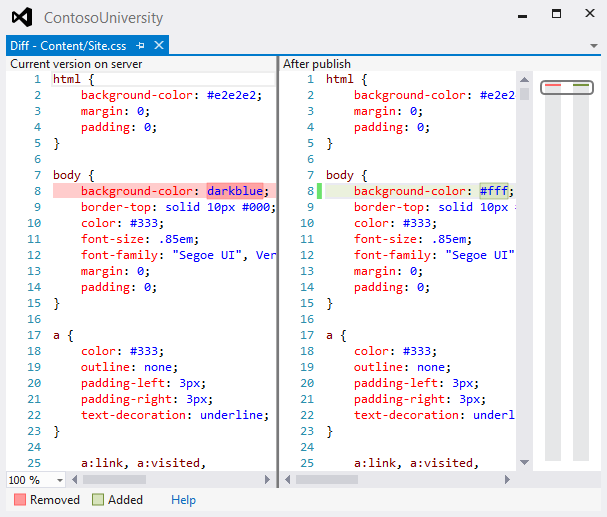 ContosoUniversity
Diff - Content/Site.css
Current version on server
1 html {
2     background-color: #e2e2e2;
3     margin: 0;
4     padding: 0;
5 }
6
7 body {
8     background-color: darkblue;
9     border-top: solid 10px #000;
10     color: #333;
11     font-size: .85em;
12     font-family: "Segoe UI", Ver
13     margin: 0;
14     padding: 0;
15 }
16
17 a {
18     color: #333;
19     outline: none;
20     padding-left: 3px;
21     padding-right: 3px;
22     text-decoration: underline;
23 }
24
25     a:link, a:visited,
After publish
1 html {
2     background-color: #e2e2
3     margin: 0;
4     padding: 0;
5 }
6
7 body {
8     background-color: #fff;
9     border-top: solid 10px #
10     color: #333;
11     font-size: .85em;
12     font-family: "Segoe UI"
13     margin: 0;
14     padding: 0;
15 }
16
17 a {
18     color: #333;
19     outline: none;
20     padding-left: 3px;
21     padding-right: 3px;
22     text-decoration: underl
23 }
24
25     a:link, a:visited,
100 %
Removed Added Help